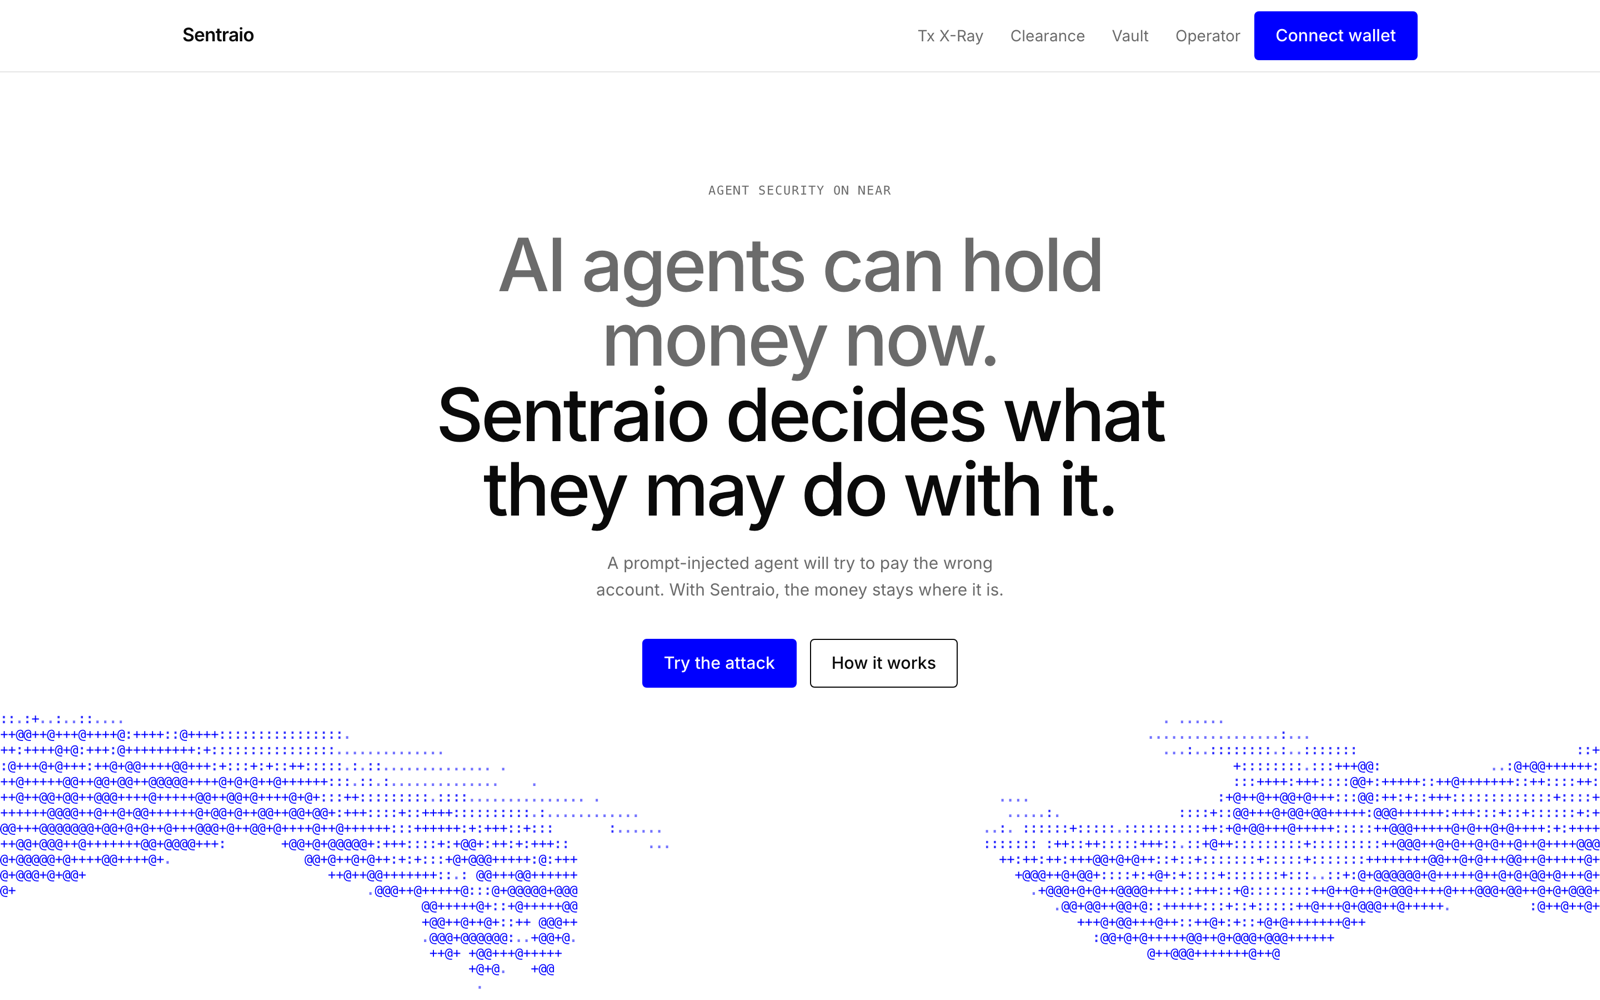 Sentraio
Tx X-Ray
Clearance
Vault
Operator
Connect wallet
AGENT SECURITY ON NEAR
AI agents can hold
money now.
Sentraio decides what
they may do with it.
A prompt-injected agent will try to pay the wrong
account. With Sentraio, the money stays where it is.
Try the attack
How it works